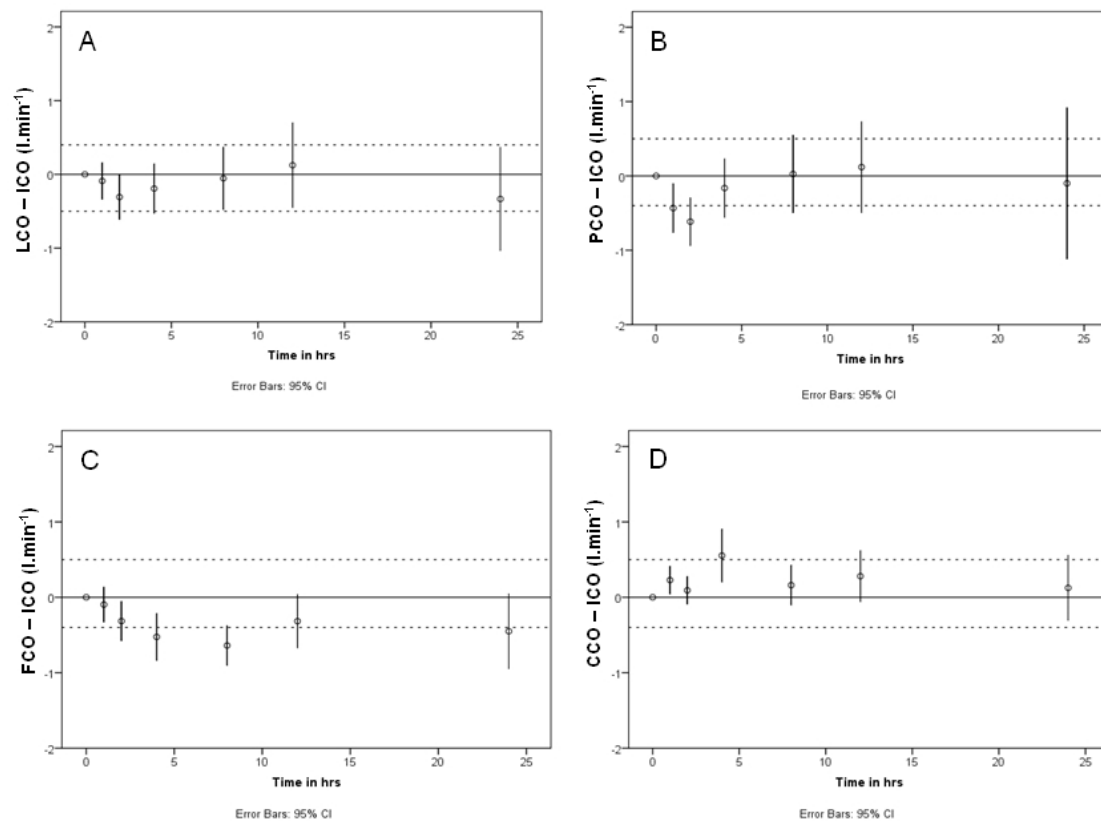 A
LCO – ICO (l.min⁻¹)
2
1
0
-1
-2
0 5 10 15 20 25
Time in hrs
Error Bars: 95% CI
B
PCO – ICO (l.min⁻¹)
2
1
0
-1
-2
0 5 10 15 20 25
Time in hrs
Error Bars: 95% CI
C
FCO – ICO (l.min⁻¹)
2
1
0
-1
-2
0 5 10 15 20 25
Time in hrs
Error Bars: 95% CI
D
CCO – ICO (l.min⁻¹)
2
1
0
-1
-2
0 5 10 15 20 25
Time in hrs
Error Bars: 95% CI